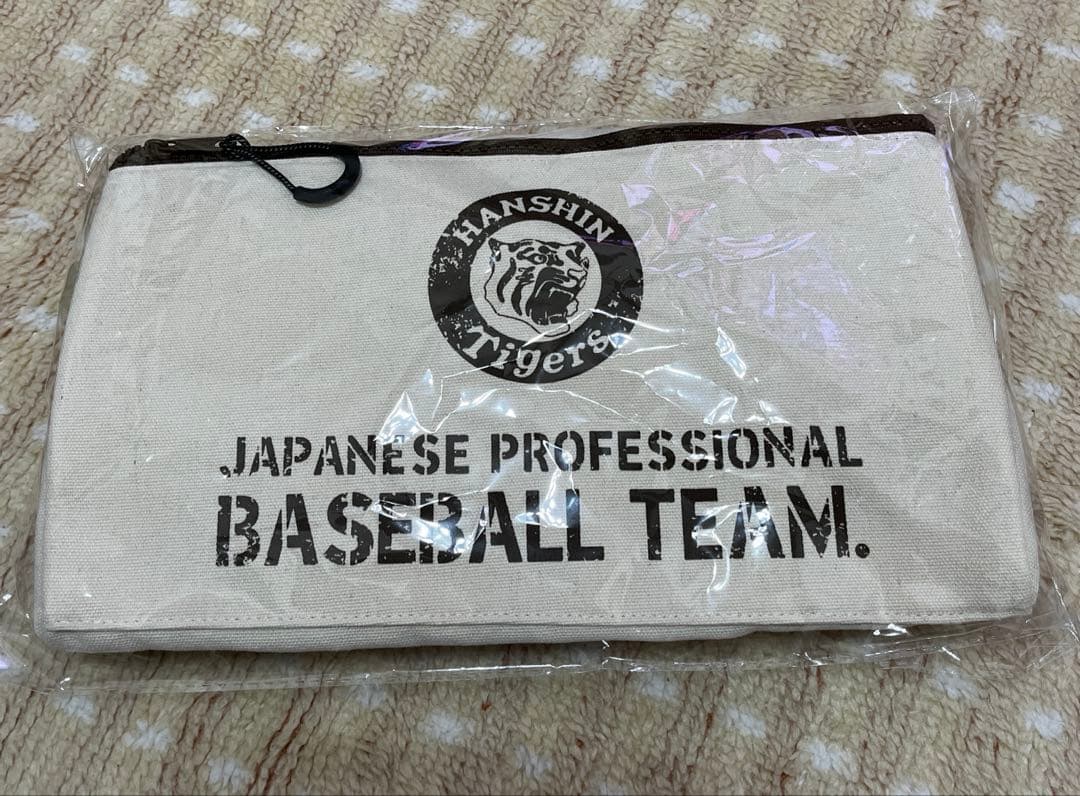 HANSHIN
Tigers
JAPANESE PROFESSIONAL
BASEBALL TEAM.